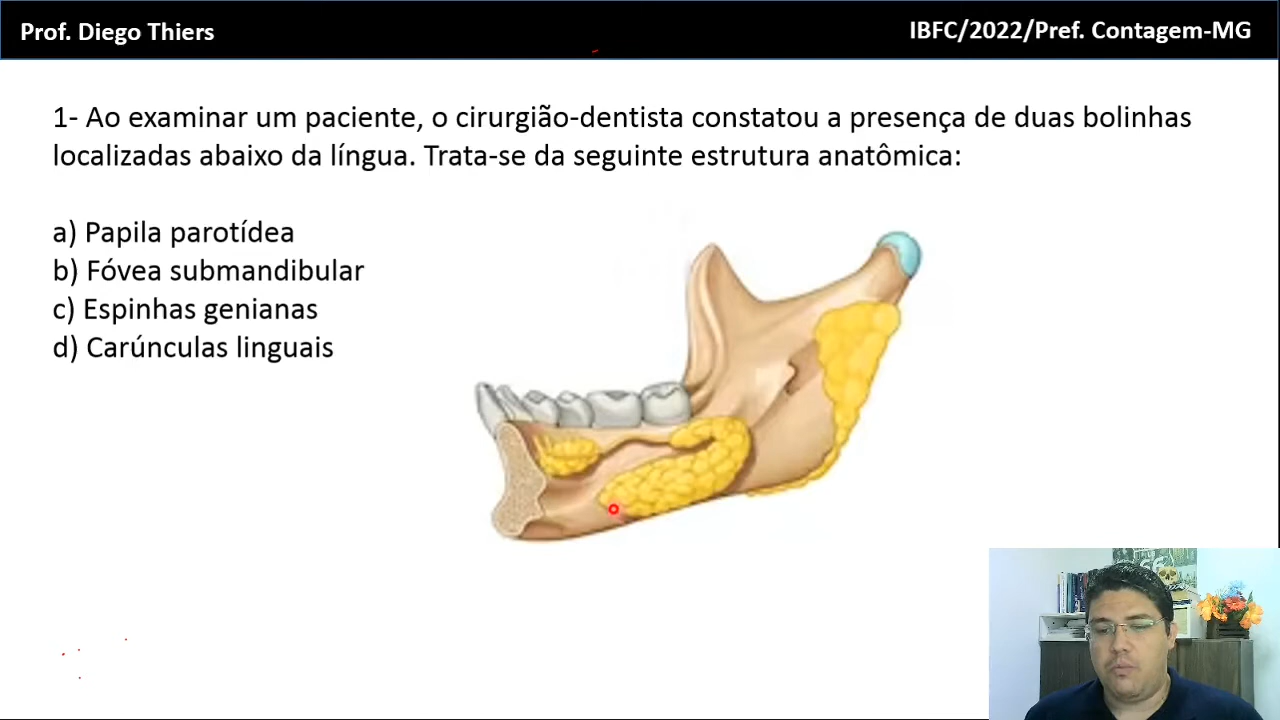 Prof. Diego Thiers
IBFC/2022/Pref. Contagem-MG
1- Ao examinar um paciente, o cirurgião-dentista constatou a presença de duas bolinhas
localizadas abaixo da língua. Trata-se da seguinte estrutura anatômica:
a) Papila parotídea
b) Fóvea submandibular
c) Espinhas genianas
d) Carúnculas linguais